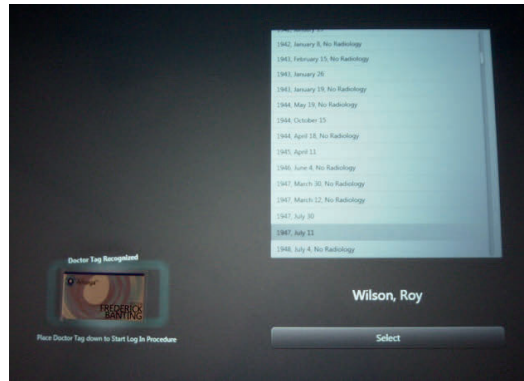 1942, January 8, No Radiology
1943, February 15, No Radiology
1943, January 26
1943, January 19, No Radiology
1944, May 19, No Radiology
1944, October 15
1944, April 18, No Radiology
1945, April 11
1946, June 4, No Radiology
1947, March 30, No Radiology
1947, March 12, No Radiology
1947, July 30
1947, July 11
1948, July 4, No Radiology
Doctor Tag Recognized
FREDERICK
BANTING
Place Doctor Tag down to Start Log In Procedure
Wilson, Roy
Select